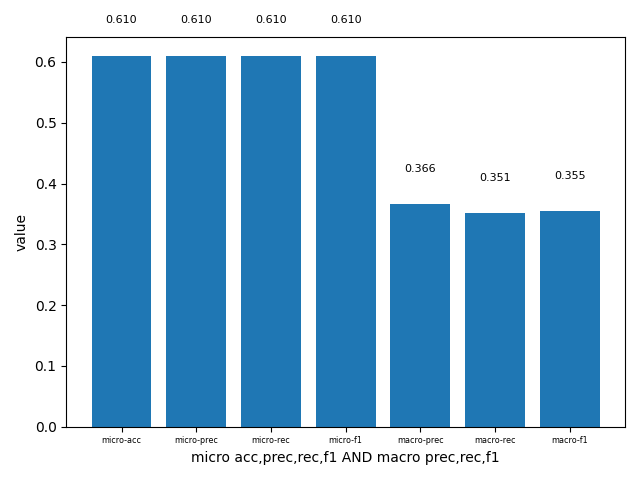 0.610 0.610 0.610 0.610
0.6
0.5
0.4
0.3
0.2
0.1
0.0
value
0.366
0.351
0.355
micro-acc micro-prec micro-rec micro-f1 macro-prec macro-rec macro-f1
micro acc,prec,rec,f1 AND macro prec,rec,f1